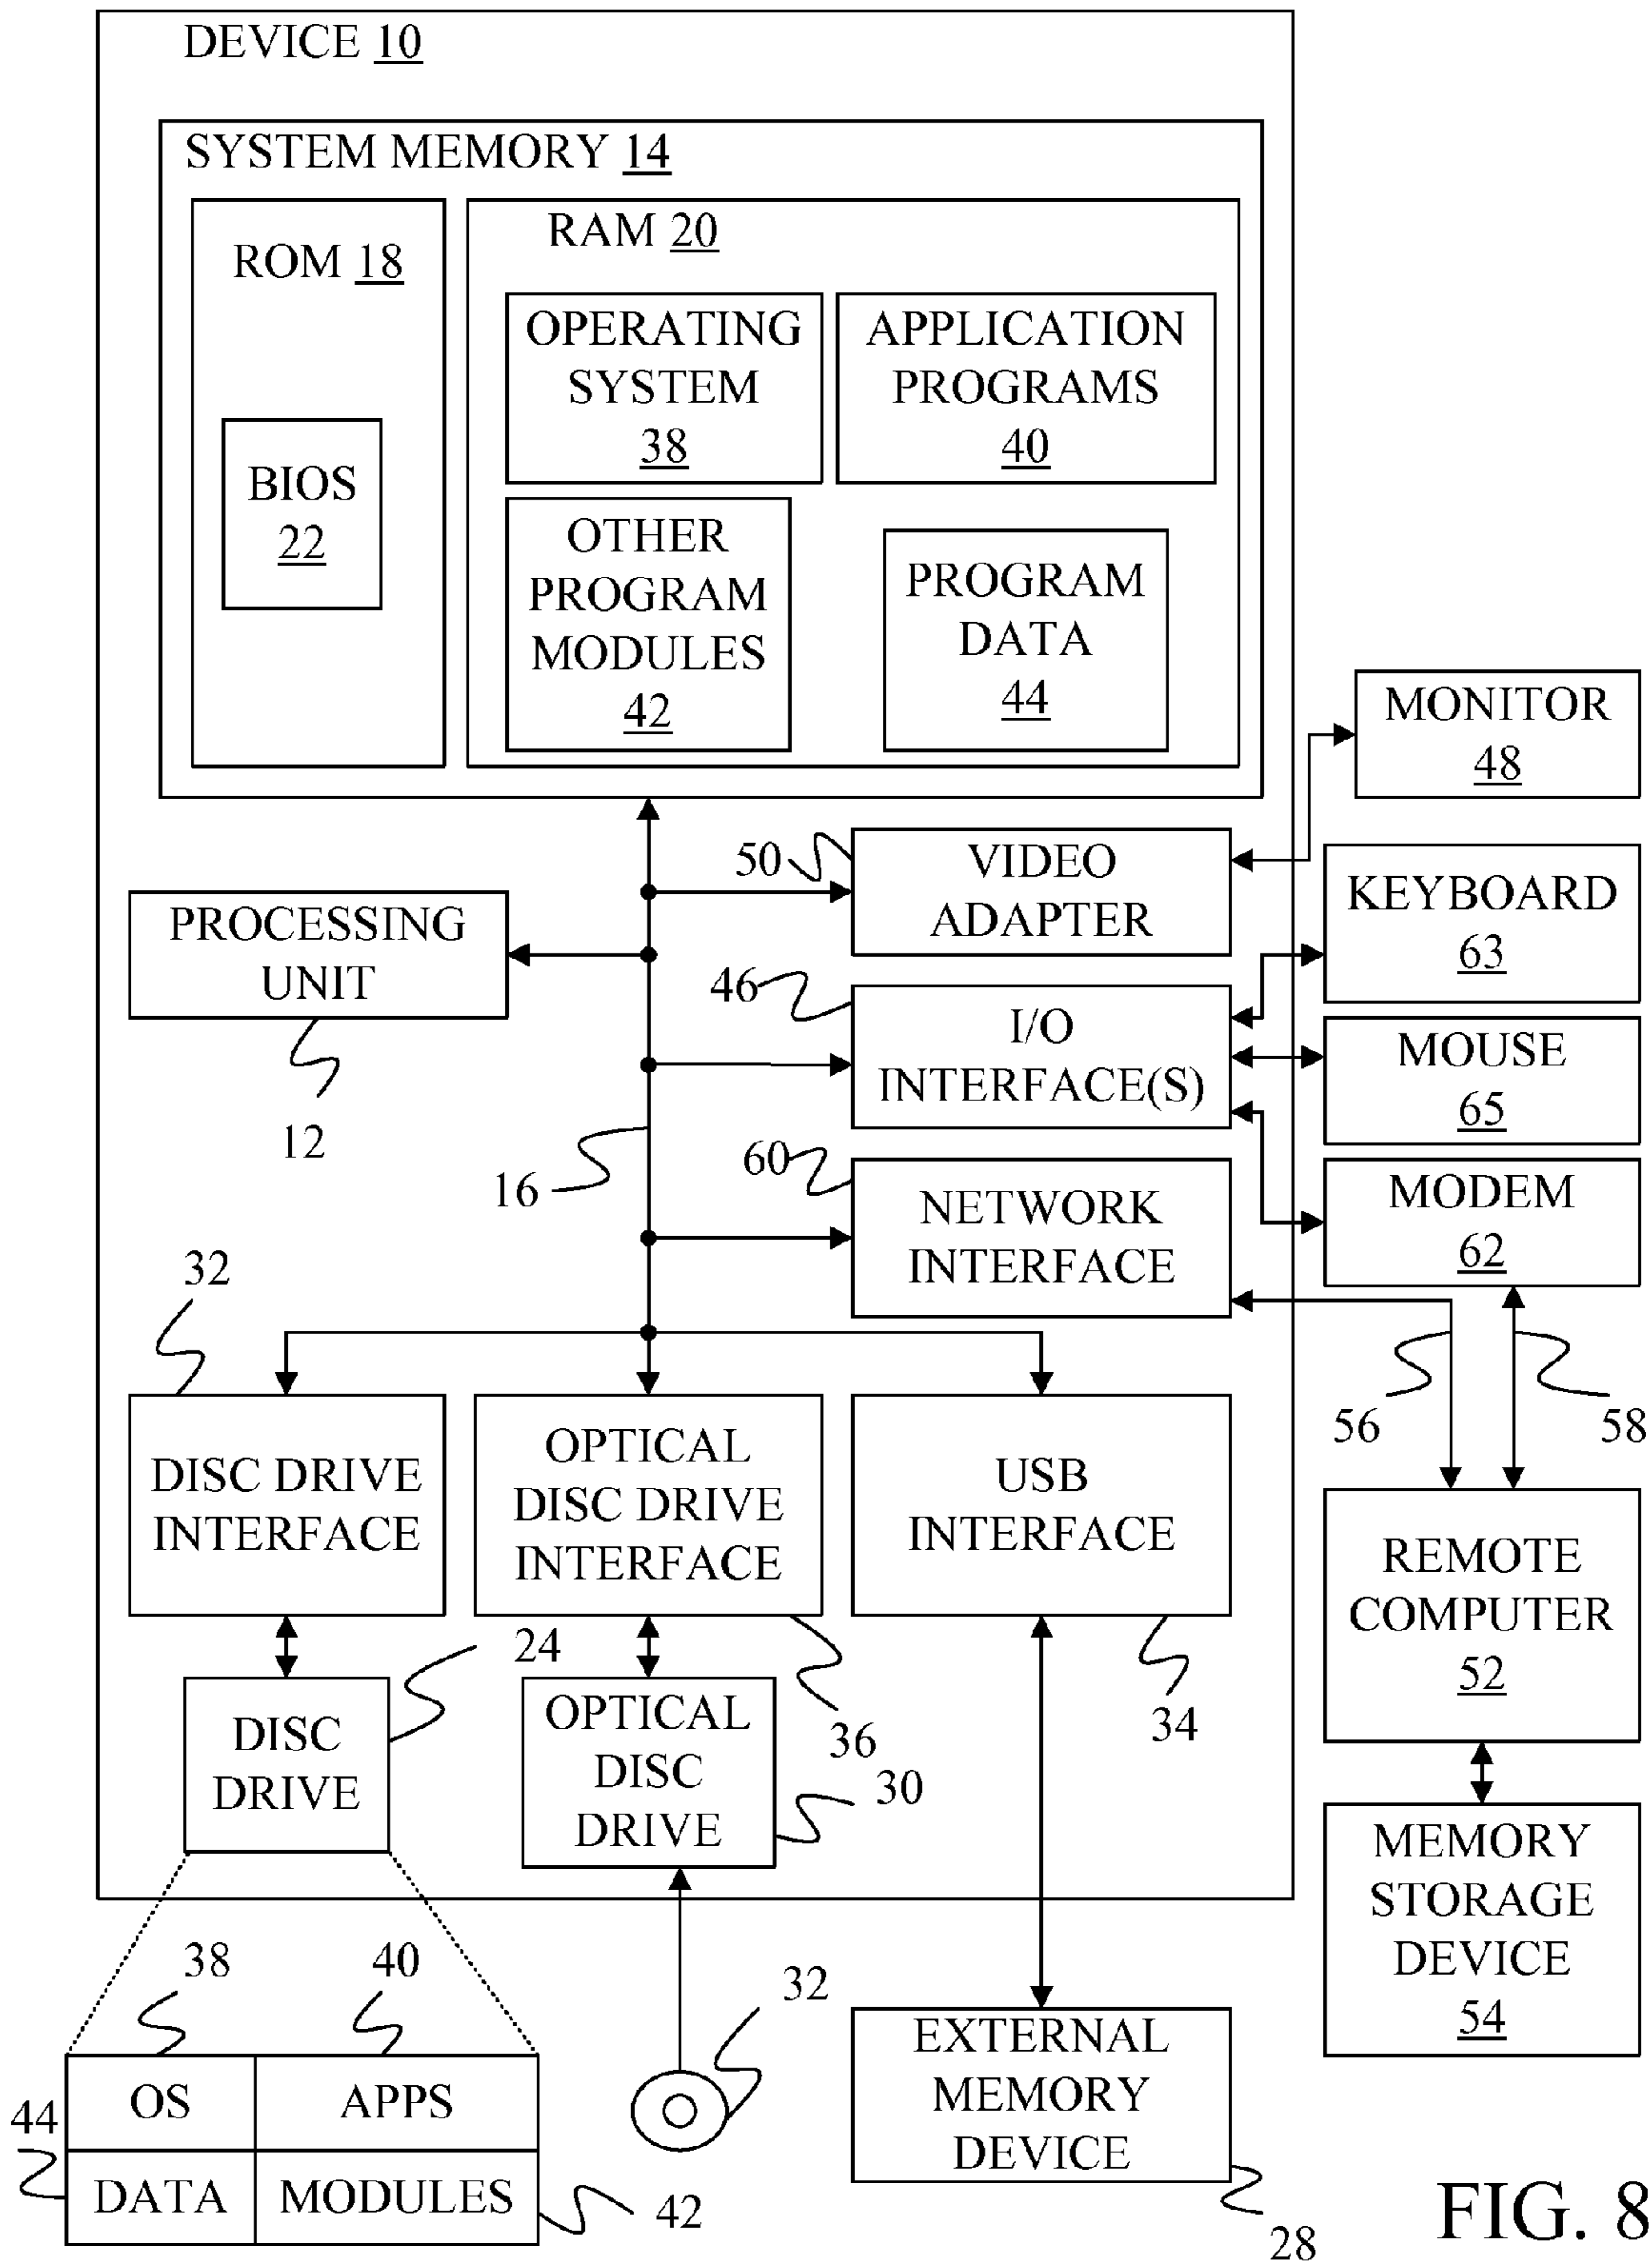 DEVICE 10
SYSTEM MEMORY 14
ROM 18
BIOS
22
RAM 20
OPERATING
SYSTEM
38
APPLICATION
PROGRAMS
40
OTHER
PROGRAM
MODULES
42
PROGRAM
DATA
44
MONITOR
48
50
VIDEO
ADAPTER
KEYBOARD
63
PROCESSING
UNIT
12
46
I/O
INTERFACE(S)
MOUSE
65
16
60
NETWORK
INTERFACE
MODEM
62
32
56
58
DISC DRIVE
INTERFACE
OPTICAL
DISC DRIVE
INTERFACE
USB
INTERFACE
REMOTE
COMPUTER
52
24
36
34
DISC
DRIVE
OPTICAL
DISC
DRIVE
30
MEMORY
STORAGE
DEVICE
54
38
40
32
OS
APPS
44
DATA
MODULES
42
EXTERNAL
MEMORY
DEVICE
28
FIG. 8